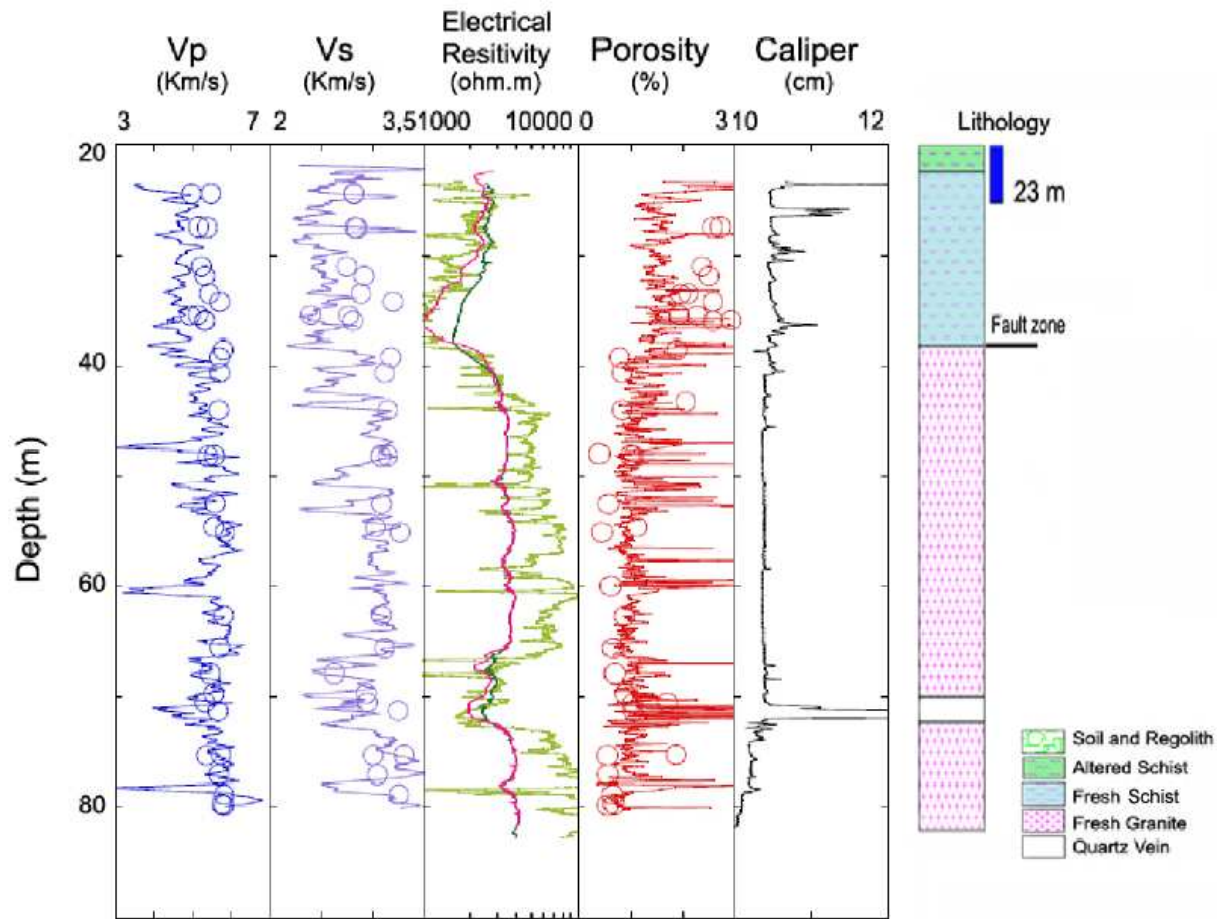 Vp
(Km/s)
Vs
(Km/s)
Electrical
Resitivity
(ohm.m)
Porosity
(%)
Caliper
(cm)
3 7 2 3,5 1000 10000 0 3 10 12 Lithology
20
23 m
Fault zone
40
Depth (m)
60
80
Soil and Regolith
Altered Schist
Fresh Schist
Fresh Granite
Quartz Vein